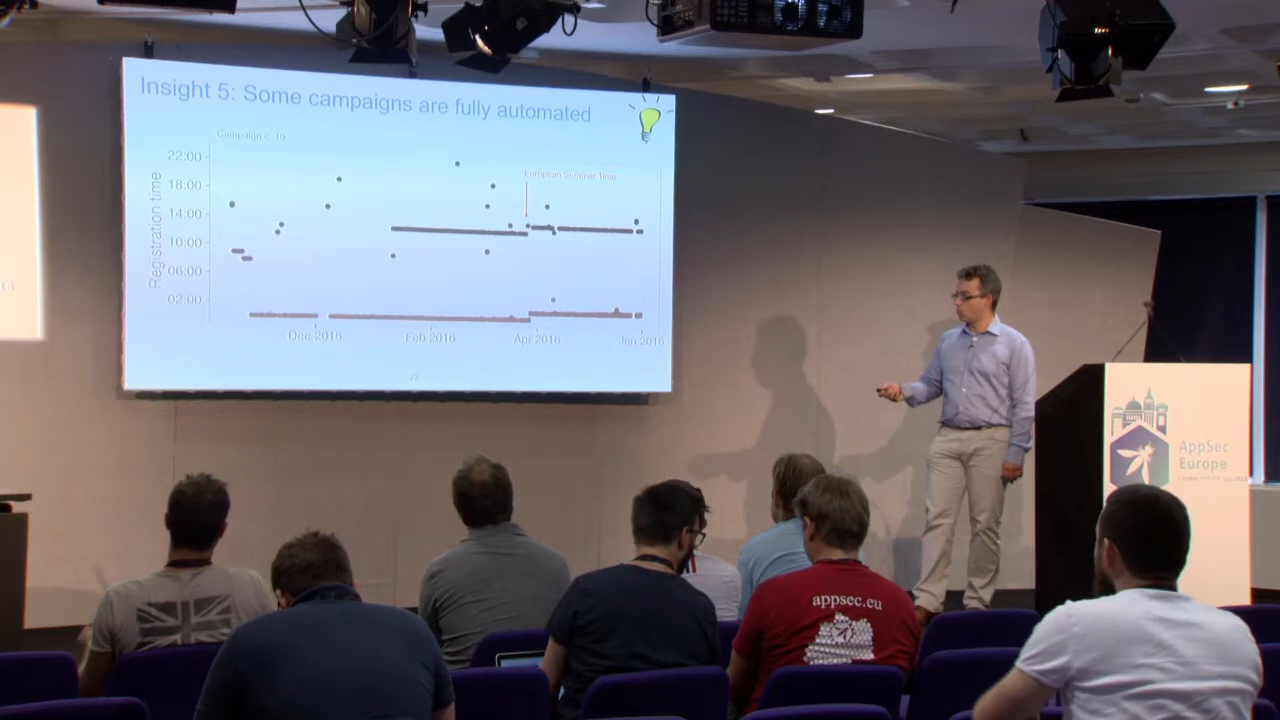 Insight 5: Some campaigns are fully automated
Registration time
22:00
18:00
14:00
10:00
06:00
02:00
European Summer Time
Dec 2015
Feb 2016
Apr 2016
Jun 2016
AppSec
Europe
appsec.eu